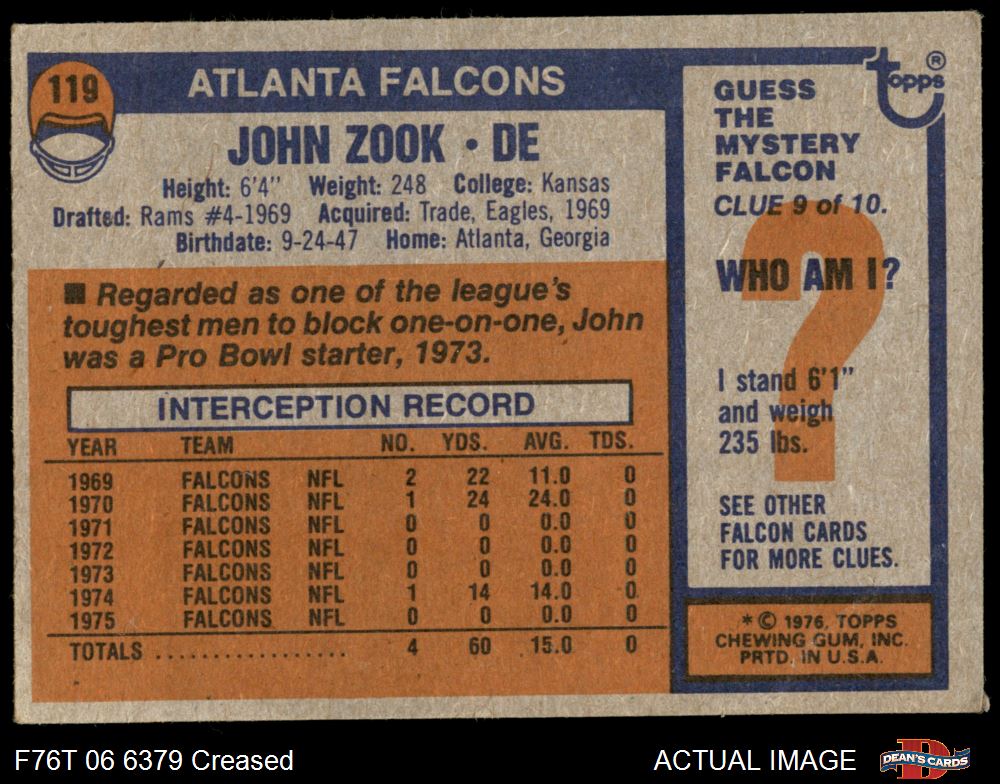 119
ATLANTA FALCONS
JOHN ZOOK • DE
Height: 6'4" Weight: 248 College: Kansas
Drafted: Rams #4-1969 Acquired: Trade, Eagles, 1969
Birthdate: 9-24-47 Home: Atlanta, Georgia
■ Regarded as one of the league's
toughest men to block one-on-one, John
was a Pro Bowl starter, 1973.
INTERCEPTION RECORD
YEAR TEAM NO. YDS. AVG. TDS.
1969 FALCONS NFL 2 22 11.0 0
1970 FALCONS NFL 1 24 24.0 0
1971 FALCONS NFL 0 0 0.0 0
1972 FALCONS NFL 0 0 0.0 0
1973 FALCONS NFL 0 0 0.0 0
1974 FALCONS NFL 1 14 14.0 0
1975 FALCONS NFL 0 0 0.0 0
TOTALS .................. 4 60 15.0 0
topps ®
GUESS
THE
MYSTERY
FALCON
CLUE 9 of 10.
?
WHO AM I?
I stand 6'1"
and weigh
235 lbs.
SEE OTHER
FALCON CARDS
FOR MORE CLUES.
* © 1976, TOPPS
CHEWING GUM, INC.
PRTD. IN U.S.A.
F76T 06 6379 Creased
ACTUAL IMAGE
D
DEAN'S CARDS